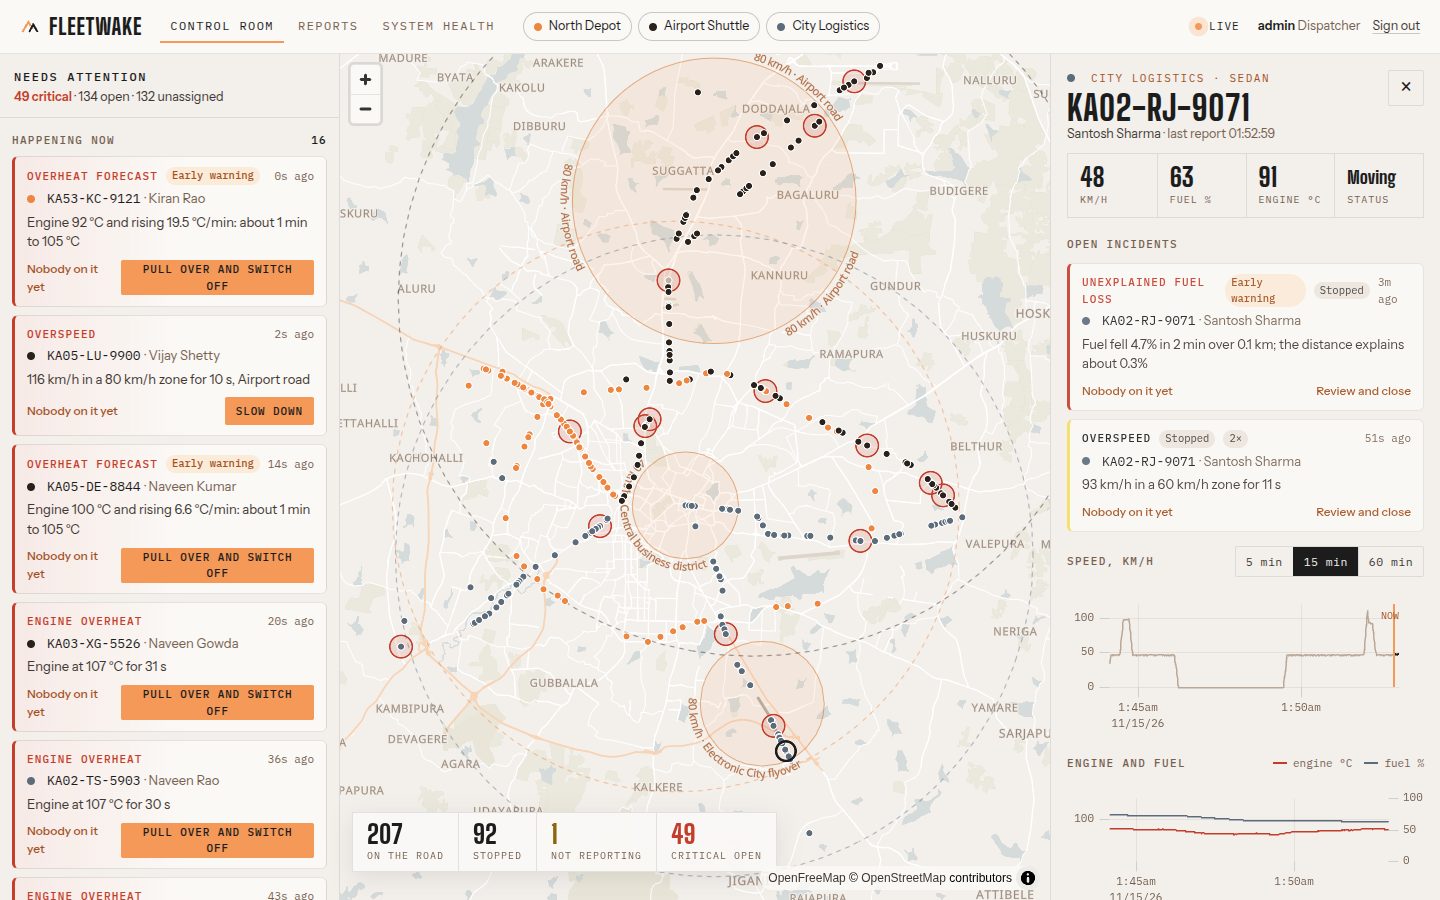 FLEETWAKE
CONTROL ROOM
REPORTS
SYSTEM HEALTH
North Depot
Airport Shuttle
City Logistics
LIVE
admin Dispatcher
Sign out
NEEDS ATTENTION
49 critical · 134 open · 132 unassigned
HAPPENING NOW 16
OVERHEAT FORECAST Early warning 0s ago
KA53-KC-9121 · Kiran Rao
Engine 92 °C and rising 19.5 °C/min: about 1 min
to 105 °C
Nobody on it
yet
PULL OVER AND SWITCH
OFF
OVERSPEED 2s ago
KA05-LU-9900 · Vijay Shetty
116 km/h in a 80 km/h zone for 10 s, Airport road
Nobody on it yet
SLOW DOWN
OVERHEAT FORECAST Early warning 14s ago
KA05-DE-8844 · Naveen Kumar
Engine 100 °C and rising 6.6 °C/min: about 1 min
to 105 °C
Nobody on it
yet
PULL OVER AND SWITCH
OFF
ENGINE OVERHEAT 20s ago
KA03-XG-5526 · Naveen Gowda
Engine at 107 °C for 31 s
Nobody on it
yet
PULL OVER AND SWITCH
OFF
ENGINE OVERHEAT 36s ago
KA02-TS-5903 · Naveen Rao
Engine at 107 °C for 30 s
Nobody on it
yet
PULL OVER AND SWITCH
OFF
ENGINE OVERHEAT 43s ago
+
−
MADURE
ARAKERE
BYATA
KAKOLU
DIBBURU
80 km/h · Airport road
DODDAJALA
NALLURU
SUGGATTA
BAGALURU
BUDIGERE
80 km/h · Airport road
SKURU
KANNURU
80 km/h · Airport road
ALURU
GUNDUR
HOSK
HUSKURU
RAMAPURA
LLI
ETTAHALLI
KACHOHALLI
BELTHUR
Central business district
VALEPURA
M
NERIGA
GUBBALALA
KAMBIPURA
YAMARE
DEVAGERE
SARJAPU
A
AGARA
80 km/h · Electronic City flyover
PAPURA
KALKERE
UDAYAPURA
207
ON THE ROAD
92
STOPPED
1
NOT REPORTING
49
CRITICAL OPEN
JIGAN
OpenFreeMap © OpenStreetMap contributors
RAJAPURA
ATTIBELE
CITY LOGISTICS · SEDAN
KA02-RJ-9071
Santosh Sharma · last report 01:52:59
×
48
KM/H
63
FUEL %
91
ENGINE °C
Moving
STATUS
OPEN INCIDENTS
UNEXPLAINED FUEL
LOSS
Early
warning
Stopped
3m
ago
KA02-RJ-9071 · Santosh Sharma
Fuel fell 4.7% in 2 min over 0.1 km; the distance explains
about 0.3%
Nobody on it yet
Review and close
OVERSPEED Stopped 2× 51s ago
KA02-RJ-9071 · Santosh Sharma
93 km/h in a 60 km/h zone for 11 s
Nobody on it yet
Review and close
SPEED, KM/H
5 min
15 min
60 min
NOW
100
50
0
1:45am
11/15/26
1:50am
ENGINE AND FUEL
engine °C
fuel %
100
100
50
0
1:45am
11/15/26
1:50am